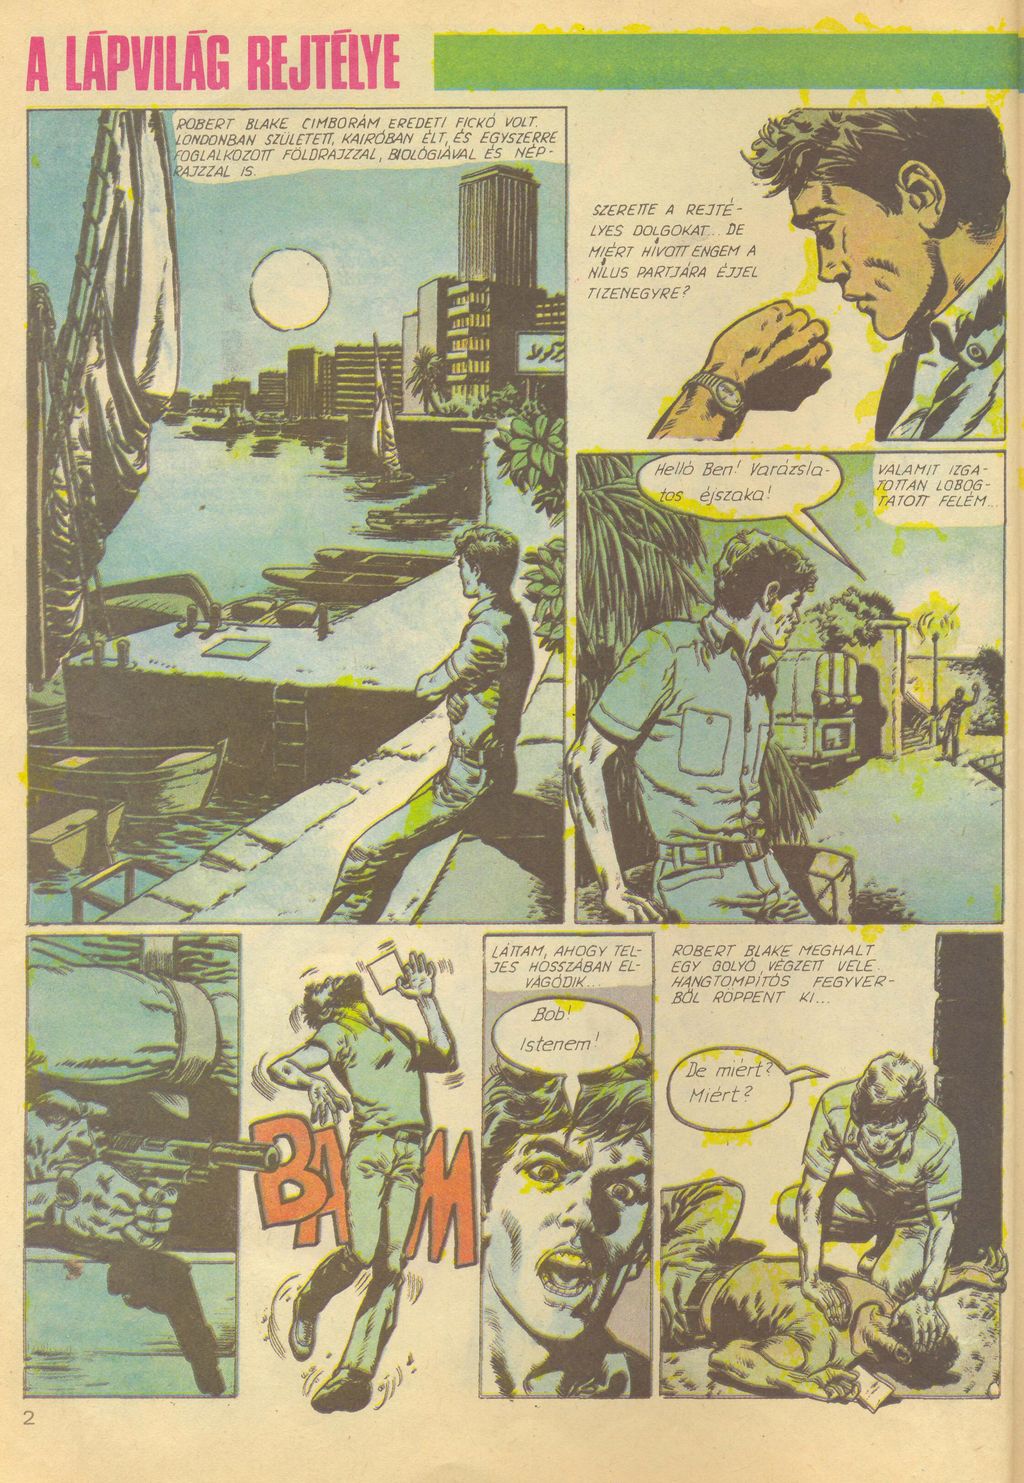 A LÁPVILÁG REJTÉLYE
ROBERT BLAKE CIMBORÁM EREDETI FICKÓ VOLT.
LONDONBAN SZÜLETETT, KAIRÓBAN ÉLT, ÉS EGYSZERRE
FOGLALKOZOTT FÖLDRAJZZAL, BIOLÓGIÁVAL ÉS NÉP-
RAJZZAL IS.
SZERETTE A REJTÉ-
LYES DOLGOKAT... DE
MIÉRT HÍVOTT ENGEM A
NÍLUS PARTJÁRA ÉJJEL
TIZENEGYRE?
Helló Ben! Varázsla-
tos éjszaka!
VALAMIT IZGA-
TOTTAN LOBOG-
TATOTT FELÉM...
BAM
LÁTTAM, AHOGY TEL-
JES HOSSZÁBAN EL-
VÁGÓDIK...
Bob!
Istenem!
ROBERT BLAKE MEGHALT
EGY GOLYÓ VÉGZETT VELE.
HANGTOMPÍTÓS FEGYVER-
BŐL RÖPPENT KI...
De miért?
Miért?
2